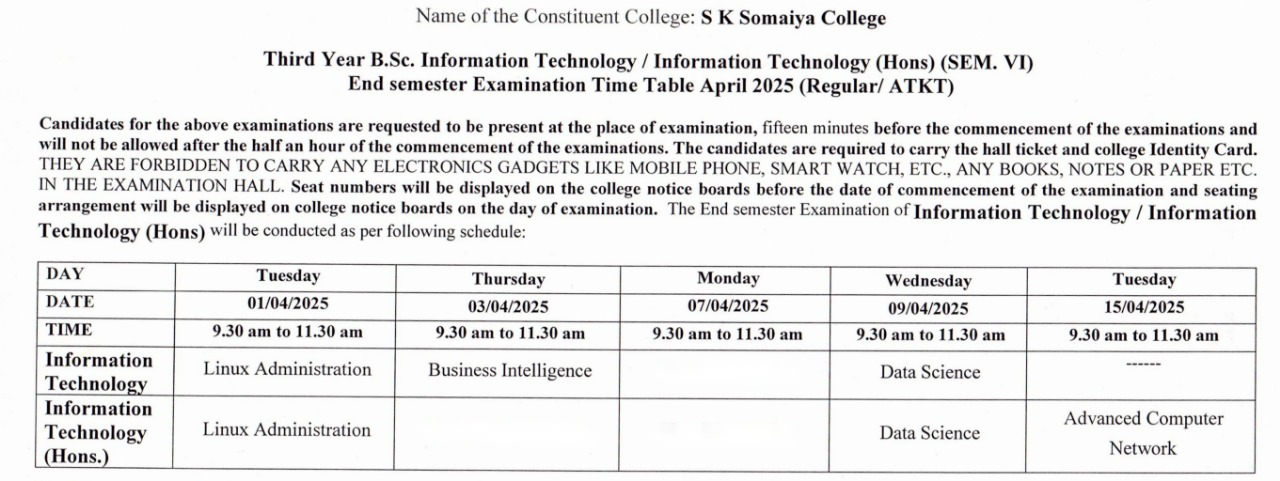 Name of the Constituent College: S K Somaiya College
Third Year B.Sc. Information Technology / Information Technology (Hons) (SEM. VI)
End semester Examination Time Table April 2025 (Regular/ ATKT)
Candidates for the above examinations are requested to be present at the place of examination, fifteen minutes before the commencement of the examinations and
will not be allowed after the half an hour of the commencement of the examinations. The candidates are required to carry the hall ticket and college Identity Card.
THEY ARE FORBIDDEN TO CARRY ANY ELECTRONICS GADGETS LIKE MOBILE PHONE, SMART WATCH, ETC., ANY BOOKS, NOTES OR PAPER ETC.
IN THE EXAMINATION HALL. Seat numbers will be displayed on the college notice boards before the date of commencement of the examination and seating
arrangement will be displayed on college notice boards on the day of examination. The End semester Examination of Information Technology / Information
Technology (Hons) will be conducted as per following schedule:
DAY Tuesday Thursday Monday Wednesday Tuesday
DATE 01/04/2025 03/04/2025 07/04/2025 09/04/2025 15/04/2025
TIME 9.30 am to 11.30 am 9.30 am to 11.30 am 9.30 am to 11.30 am 9.30 am to 11.30 am 9.30 am to 11.30 am
Information
Technology Linux Administration Business Intelligence Data Science ------
Information
Technology
(Hons.) Linux Administration Data Science Advanced Computer
Network